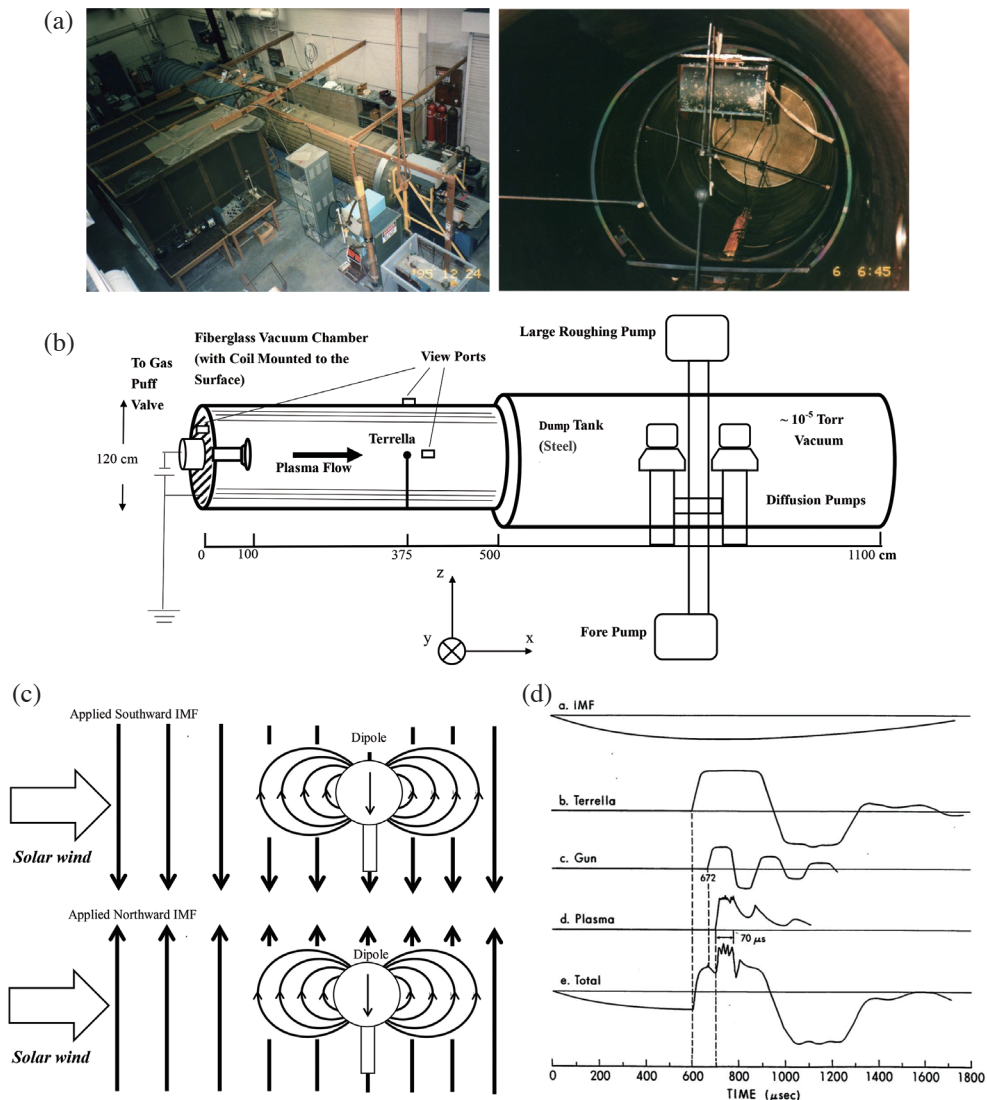 (a)
'95 12 24
6 6:45
(b)
Fiberglass Vacuum Chamber
(with Coil Mounted to the
Surface)
To Gas
Puff
Valve
View Ports
Large Roughing Pump
120 cm
Terrella
Plasma Flow
Dump Tank
(Steel)
~ 10⁻⁵ Torr
Vacuum
Diffusion Pumps
0 100 375 500 1100 cm
z
y x
Fore Pump
(c)
Applied Southward IMF
Dipole
Solar wind
Applied Northward IMF
Dipole
Solar wind
(d)
a. IMF
b. Terrella
c. Gun
672
d. Plasma
70 μs
e. Total
0 200 400 600 800 1000 1200 1400 1600 1800
TIME (μsec)